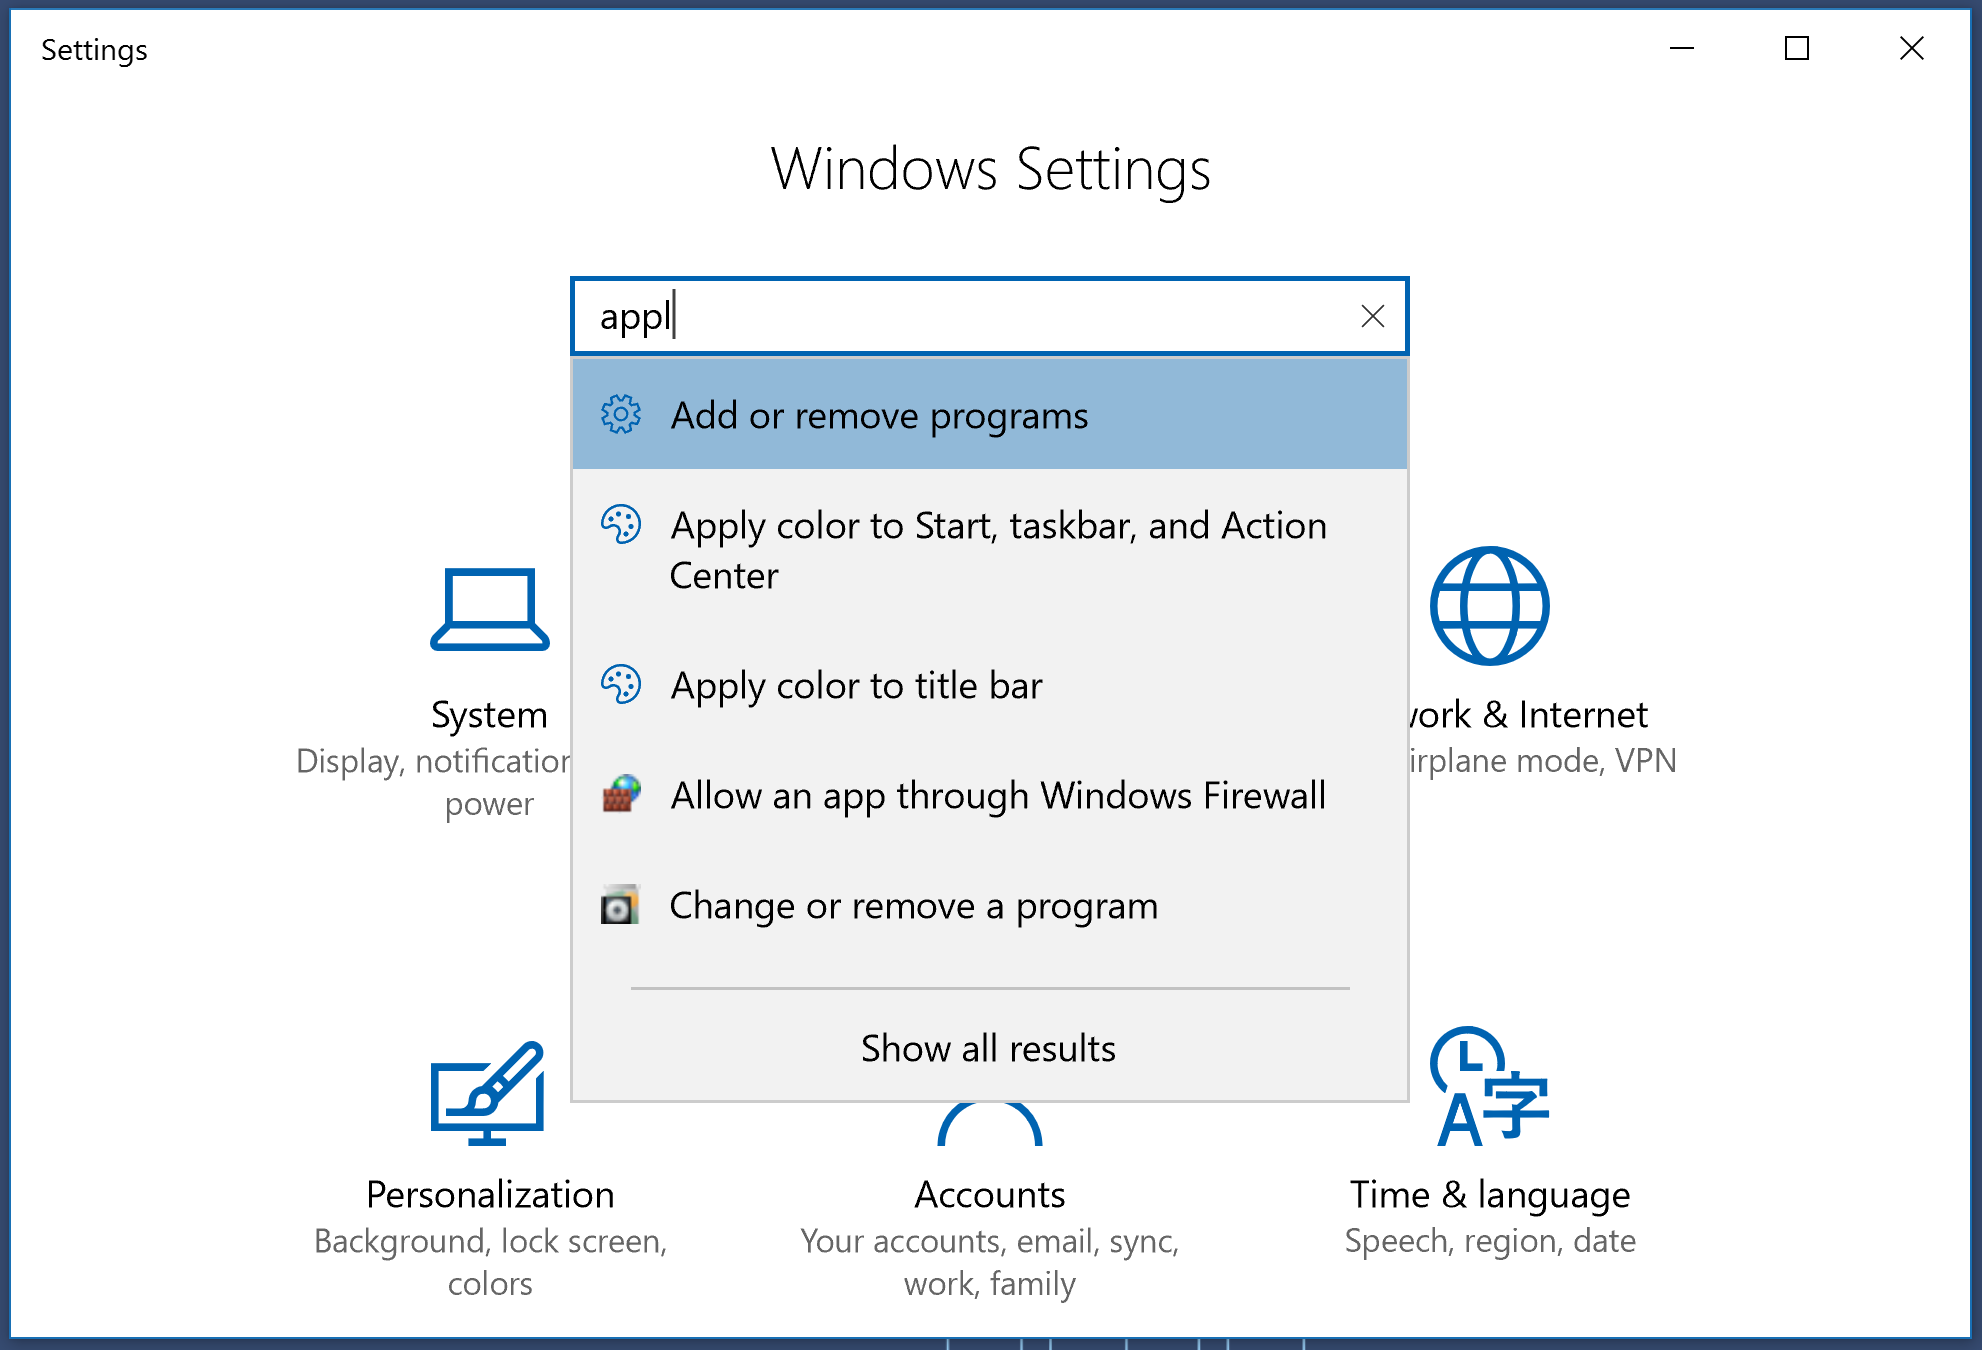 Settings
Windows Settings
appl
Add or remove programs
Apply color to Start, taskbar, and Action
Center
Apply color to title bar
Allow an app through Windows Firewall
Change or remove a program
Show all results
System
Display,
power
& Internet
mode, VPN
字
A
Personalization
Background, lock screen,
colors
Accounts
Your accounts, email, sync,
work, family
Time & language
Speech, region, date